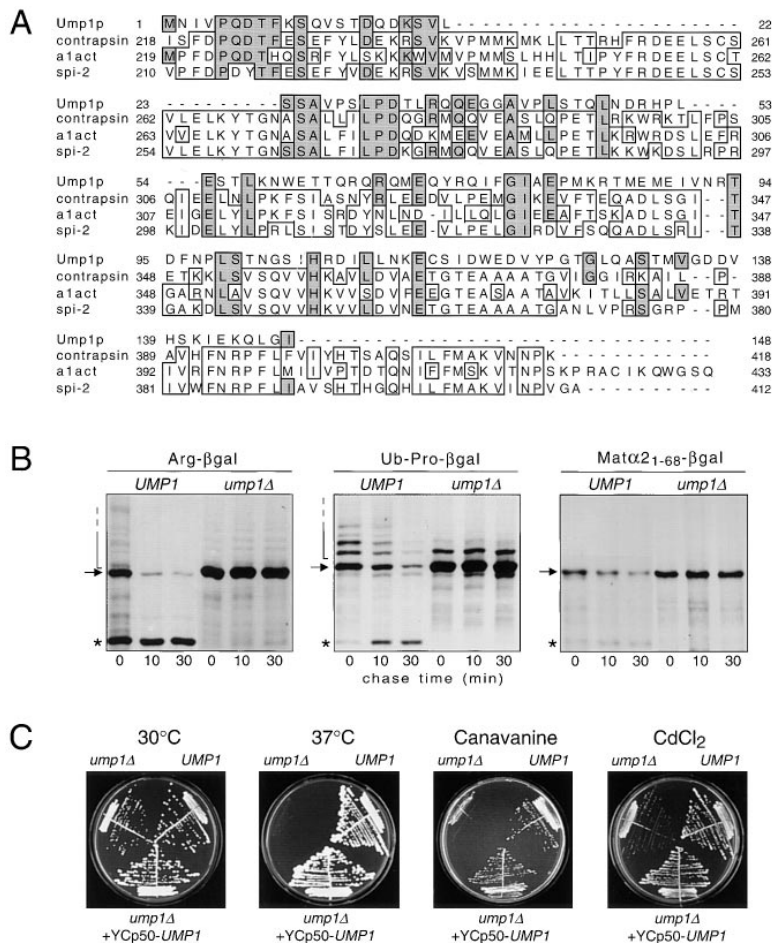 A
Ump1p 1 MNIVPQDTFKSQVSTDQDKSVL---------------------- 22
contrapsin 218 ISFDPQDTFESEFYLDEKRSVKVPMMKMKLLTTRHFRDEELSCS 261
a1act 219 MPFDPQDTHQSRFYLSKKKWVMVPMMSLHHLTIPYFRDEELSCT 262
spi-2 210 VPFDPDYTFESEFYVDEKRSVKVSMMKIEELTTPYFRDEELSCS 253
Ump1p 23 ---------SSAVPSLPDTLRQQEGGAVPLSTQLNDRHPL---- 53
contrapsin 262 VLELKYTGNASALLILPDQGRMQQVEASLQPETLRKWRKTLFPS 305
a1act 263 VVELKYTGNASALFILPDQDKMEEVEAMLLPETLKRWRDSLEFR 306
spi-2 254 VLELKYTGNSSALFILPDKGRMQQVEASLQPETLKKWKDSLRPR 297
Ump1p 54 ---ESTLKNWETTQRQRQMEQYRQIFGIAEPMKRTMEMEIVNRT 94
contrapsin 306 QIEELNLPKFSIASNYRLEEDVLPEMGIKEVFTEQADLSGI--T 347
a1act 307 EIGELYLPKFSISRDYNLND-ILLQLGIEEAFTSKADLSGI--T 347
spi-2 298 KIDELYLPRLSISTDYSLEE-VLPELGIRDVFSQQADLSRI--T 338
Ump1p 95 DFNPLSTNGSIHRDILLNKECSIDWEDVYPGTGLQASTMVGDDV 138
contrapsin 348 ETKKLSVSQVVHKAVLDVAETGTEAAAATGVIGGIRKAIL--P 388
a1act 348 GARNLAVSQVVHKVVSDVFEEGTEASAATAVKITLLSALVETRT 391
spi-2 339 GAKDLSVSQVVHKVVLDVNETGTEAAAATGANLVPRSGRP-PM 380
Ump1p 139 HSKIEKQLGI-------------------------------- 148
contrapsin 389 AVHFNRPFLFVIYHTSAQSILFMAKVNNPK------------ 418
a1act 392 IVRFNRPFLMIIVPTDTQNIFFMSKVTNPSKPRACIKQWGSQ 433
spi-2 381 IVWFNRPFLIAVSHTHGQHILFMAKVINPVGA---------- 412
B
Arg-βgal Ub-Pro-βgal Matα2₁₋₆₈-βgal
UMP1 ump1Δ UMP1 ump1Δ UMP1 ump1Δ
*
*
*
0 10 30 0 10 30 0 10 30 0 10 30 0 10 30 0 10 30
chase time (min)
C
30°C 37°C Canavanine CdCl₂
ump1Δ UMP1 ump1Δ UMP1 ump1Δ UMP1 ump1Δ UMP1
ump1Δ ump1Δ ump1Δ ump1Δ
+YCp50-UMP1 +YCp50-UMP1 +YCp50-UMP1 +YCp50-UMP1